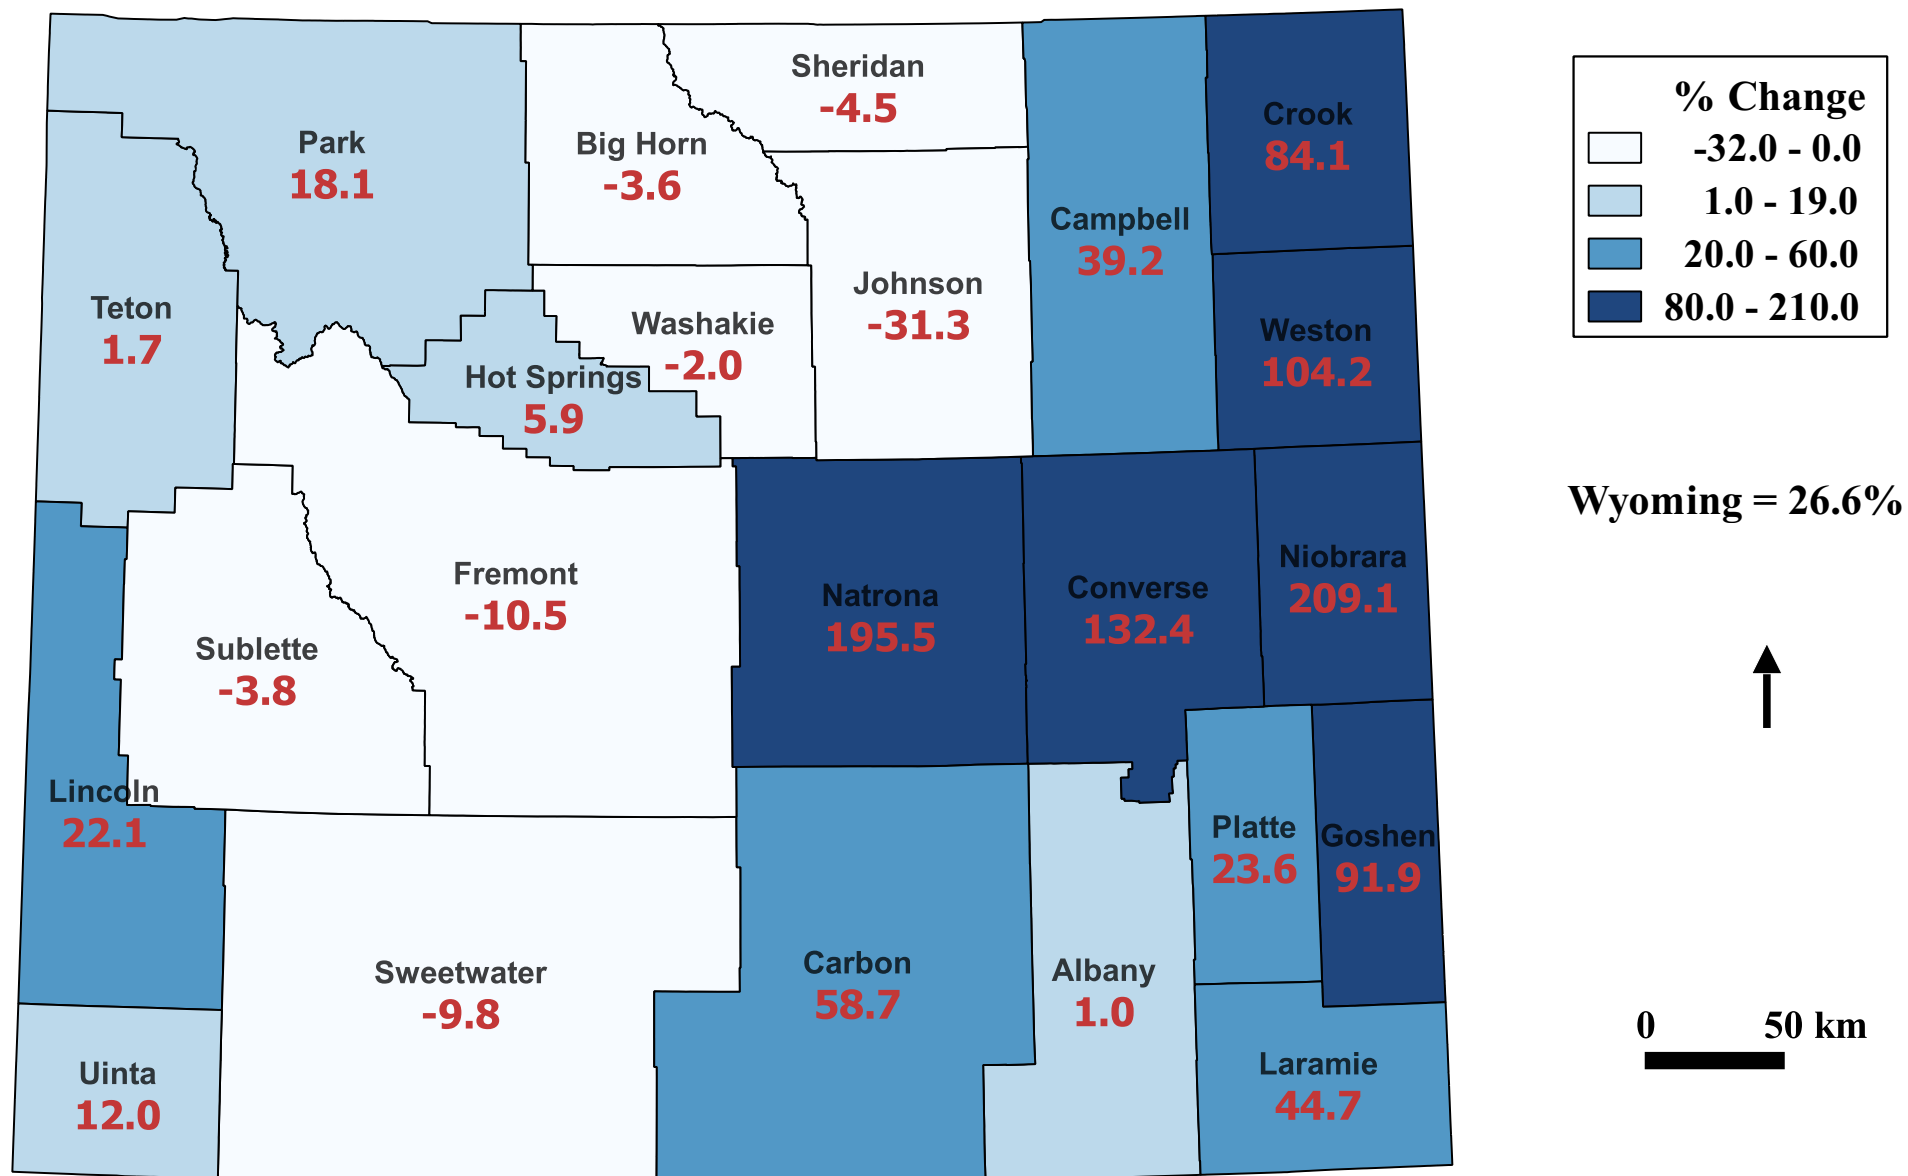 Sheridan
-4.5
Crook
84.1
Park
18.1
Big Horn
-3.6
Campbell
39.2
Teton
1.7
Johnson
-31.3
Washakie
-2.0
Weston
104.2
Hot Springs
5.9
Fremont
-10.5
Natrona
195.5
Converse
132.4
Niobrara
209.1
Sublette
-3.8
Lincoln
22.1
Platte
23.6
Goshen
91.9
Sweetwater
-9.8
Carbon
58.7
Albany
1.0
Uinta
12.0
Laramie
44.7
% Change
-32.0 - 0.0
1.0 - 19.0
20.0 - 60.0
80.0 - 210.0
Wyoming = 26.6%
0 50 km